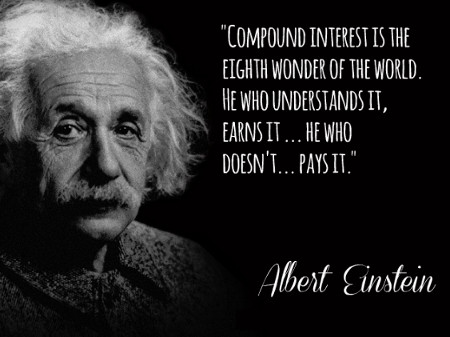 "Compound interest is the
eighth wonder of the world.
He who understands it,
earns it ... he who
doesn't... pays it."
Albert Einstein